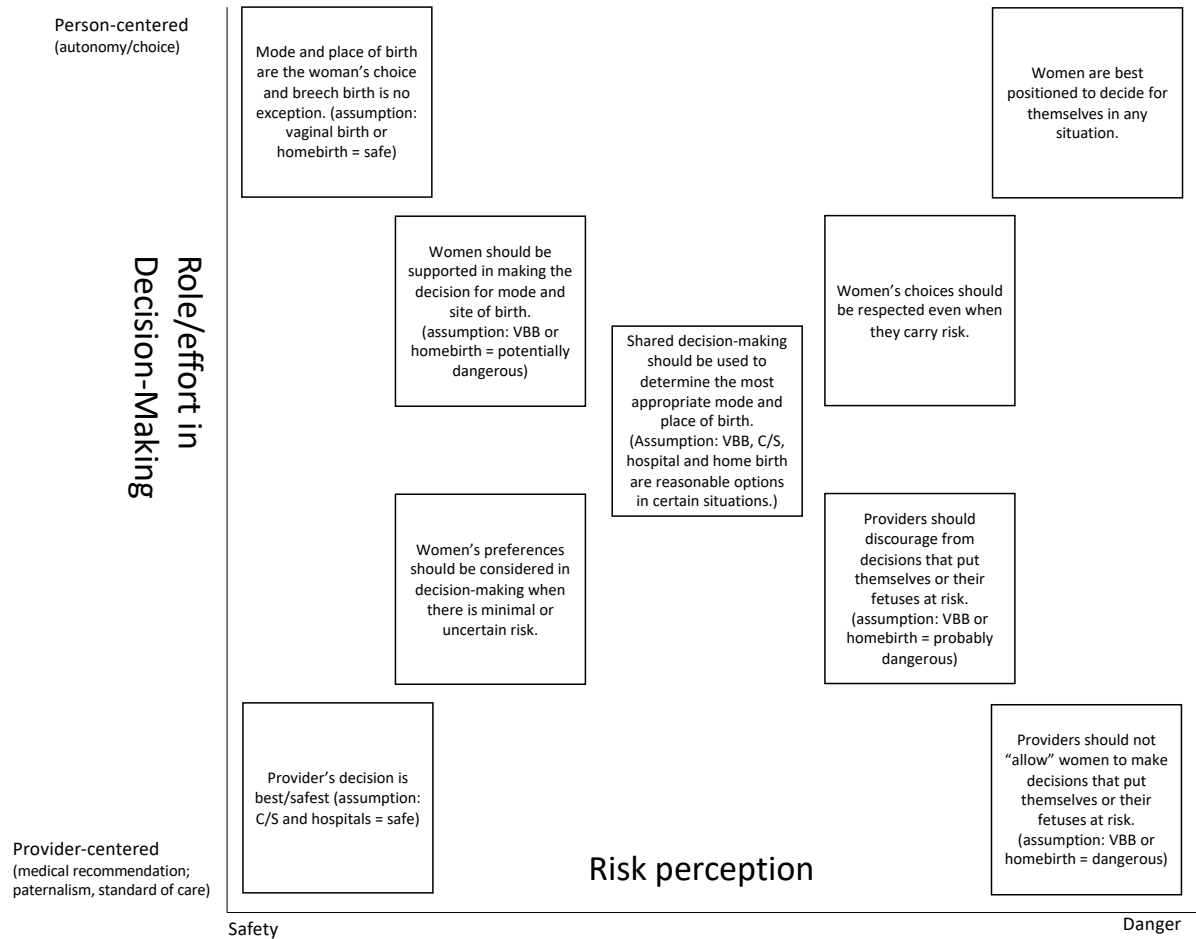 Person-centered
(autonomy/choice)
Mode and place of birth
are the woman's choice
and breech birth is no
exception. (assumption:
vaginal birth or
homebirth = safe)
Women are best
positioned to decide for
themselves in any
situation.
Role/effort in
Decision-Making
Women should be
supported in making the
decision for mode and
site of birth.
(assumption: VBB or
homebirth = potentially
dangerous)
Women's choices should
be respected even when
they carry risk.
Shared decision-making
should be used to
determine the most
appropriate mode and
place of birth.
(Assumption: VBB, C/S,
hospital and home birth
are reasonable options
in certain situations.)
Women's preferences
should be considered in
decision-making when
there is minimal or
uncertain risk.
Providers should
discourage from
decisions that put
themselves or their
fetuses at risk.
(assumption: VBB or
homebirth = probably
dangerous)
Provider's decision is
best/safest (assumption:
C/S and hospitals = safe)
Providers should not
“allow” women to make
decisions that put
themselves or their
fetuses at risk.
(assumption: VBB or
homebirth = dangerous)
Provider-centered
(medical recommendation;
paternalism, standard of care)
Risk perception
Safety
Danger